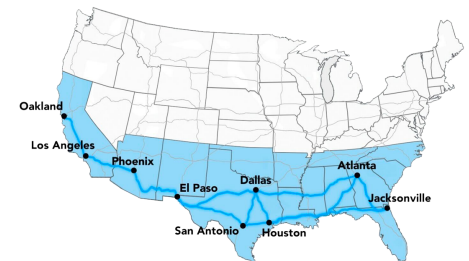 Oakland
Los Angeles
Phoenix
El Paso
Dallas
Atlanta
Jacksonville
San Antonio
Houston